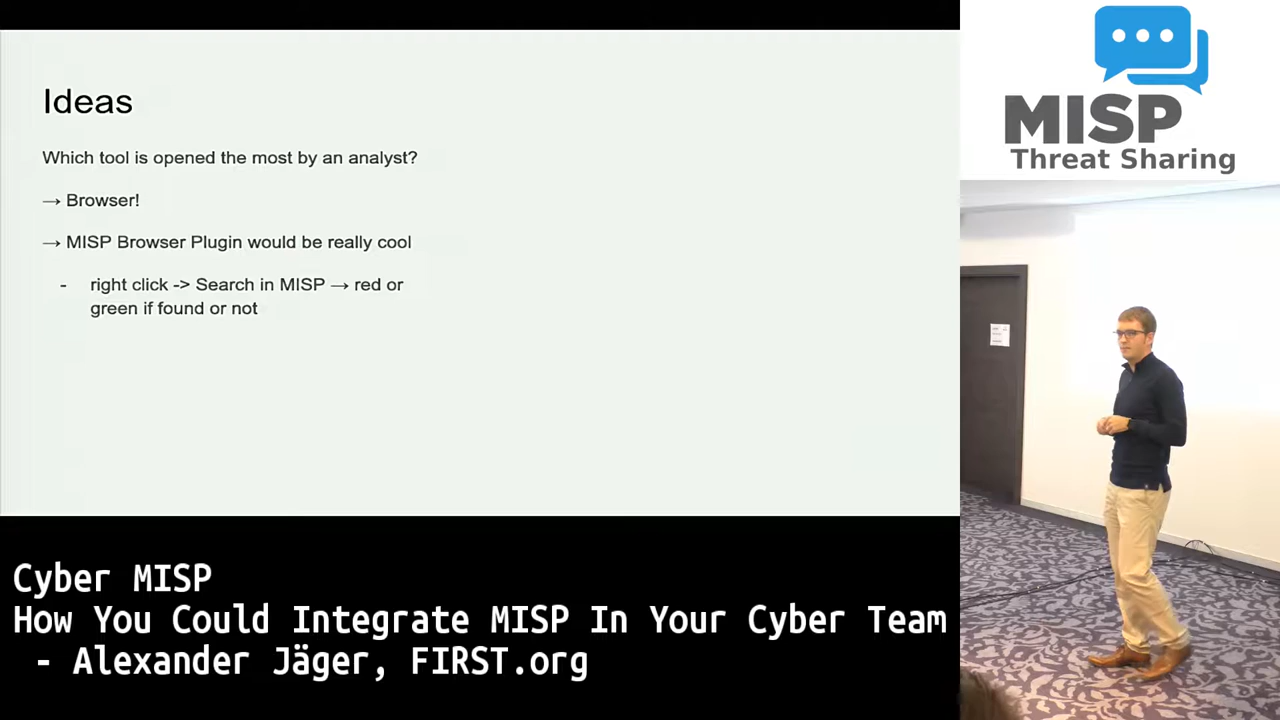 Ideas
Which tool is opened the most by an analyst?
→ Browser!
→ MISP Browser Plugin would be really cool
- right click -> Search in MISP → red or
green if found or not
MISP
Threat Sharing
Cyber MISP
How You Could Integrate MISP In Your Cyber Team
- Alexander Jäger, FIRST.org